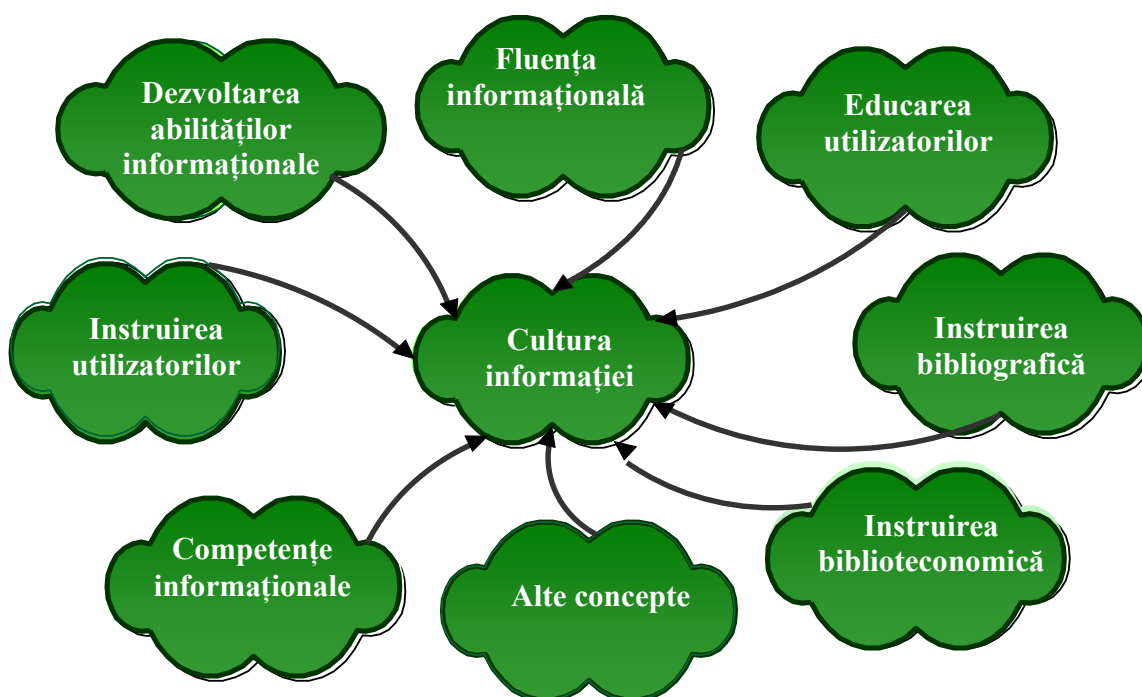 Dezvoltarea
abilităților
informaționale
Fluența
informațională
Educarea
utilizatorilor
Instruirea
utilizatorilor
Cultura
informației
Instruirea
bibliografică
Competențe
informaționale
Alte concepte
Instruirea
biblioteconomică